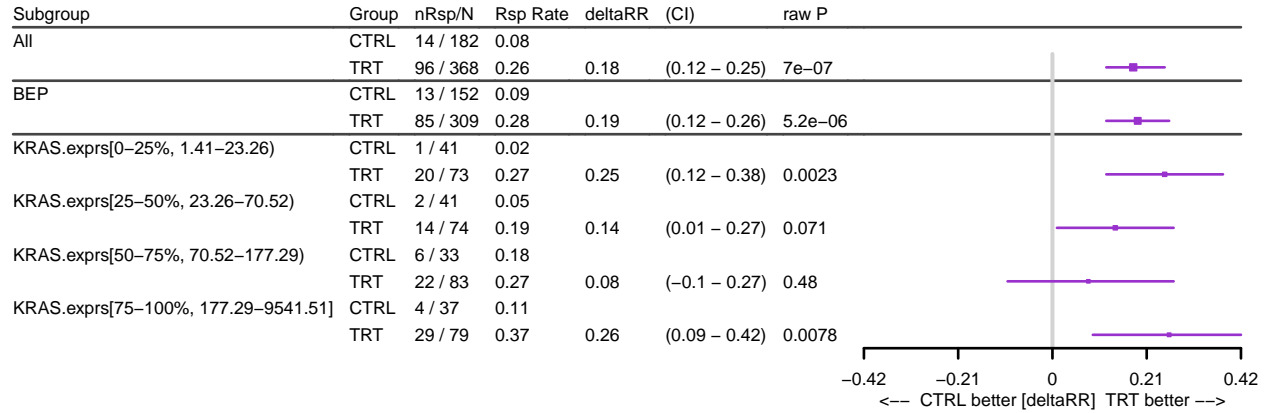 Subgroup Group nRsp/N Rsp Rate deltaRR (CI) raw P
All CTRL 14 / 182 0.08
TRT 96 / 368 0.26 0.18 (0.12 − 0.25) 7e−07
BEP CTRL 13 / 152 0.09
TRT 85 / 309 0.28 0.19 (0.12 − 0.26) 5.2e−06
KRAS.exprs[0−25%, 1.41−23.26) CTRL 1 / 41 0.02
TRT 20 / 73 0.27 0.25 (0.12 − 0.38) 0.0023
KRAS.exprs[25−50%, 23.26−70.52) CTRL 2 / 41 0.05
TRT 14 / 74 0.19 0.14 (0.01 − 0.27) 0.071
KRAS.exprs[50−75%, 70.52−177.29) CTRL 6 / 33 0.18
TRT 22 / 83 0.27 0.08 (−0.1 − 0.27) 0.48
KRAS.exprs[75−100%, 177.29−9541.51] CTRL 4 / 37 0.11
TRT 29 / 79 0.37 0.26 (0.09 − 0.42) 0.0078
−0.42 −0.21 0 0.21 0.42
<−− CTRL better [deltaRR] TRT better −−>